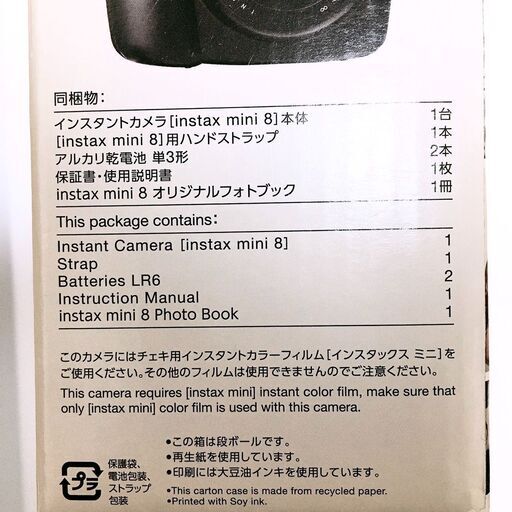 同梱物：
インスタントカメラ［instax mini 8］本体 1台
［instax mini 8］用ハンドストラップ 1本
アルカリ乾電池 単3形 2本
保証書・使用説明書 1枚
instax mini 8 オリジナルフォトブック 1冊
This package contains:
Instant Camera [instax mini 8] 1
Strap 1
Batteries LR6 2
Instruction Manual 1
instax mini 8 Photo Book 1
このカメラにはチェキ用インスタントカラーフィルム［インスタックス ミニ］を
ご使用ください。その他のフィルムは使用できませんのでご注意ください。
This camera requires [instax mini] instant color film, make sure that
only [instax mini] color film is used with this camera.
プラ
保護袋、
電池包装、
ストラップ
包装
•この箱は段ボールです。
•再生紙を使用しています。
•印刷には大豆油インキを使用しています。
•This carton case is made from recycled paper.
•Printed with Soy ink.